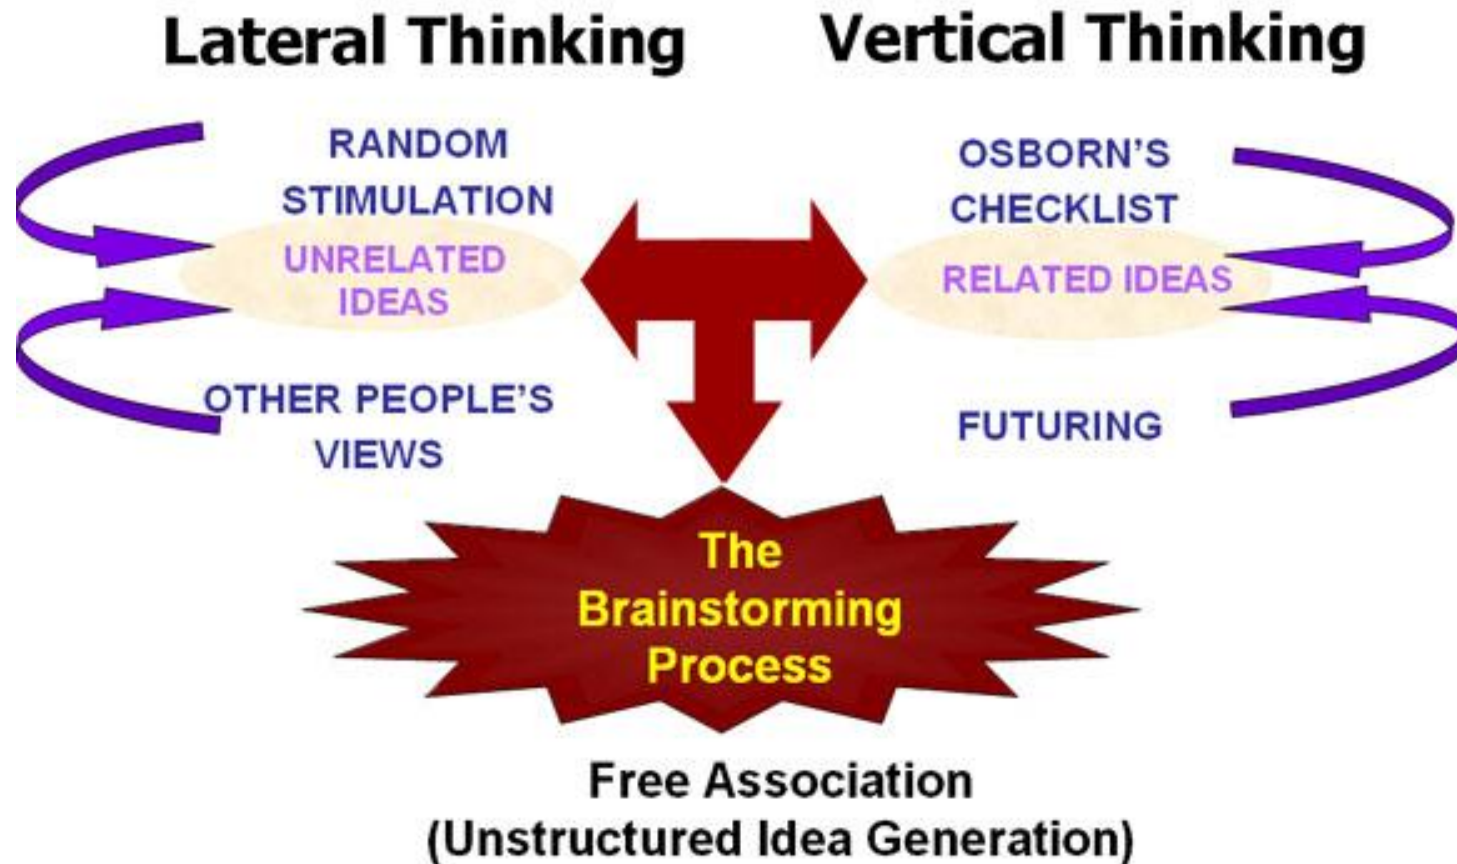 Lateral Thinking
Vertical Thinking
RANDOM
STIMULATION
UNRELATED
IDEAS
OTHER PEOPLE'S
VIEWS
OSBORN'S
CHECKLIST
RELATED IDEAS
FUTURING
The
Brainstorming
Process
Free Association
(Unstructured Idea Generation)